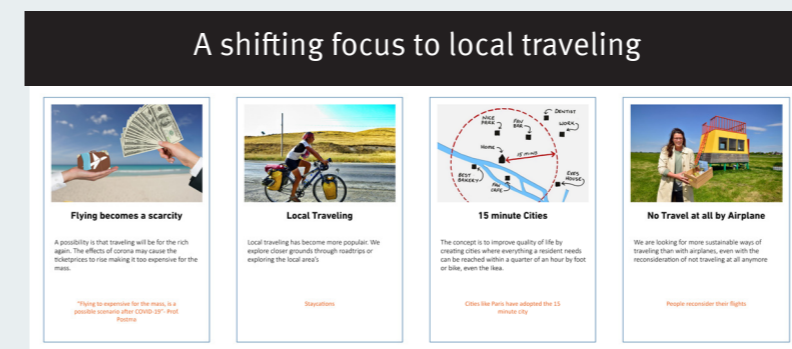 A shifting focus to local traveling
Flying becomes a scarcity
A possibility is that traveling will be for the rich
again. The effects of corona may cause the
ticketprices to rise making it too expensive for the
mass.
"Flying to expensive for the mass, is a
possible scenario after COVID-19"- Prof.
Postma
Local Traveling
Local traveling has become more populair. We
explore closer grounds through roadtrips or
exploring the local area's
Staycations
NICE
PARK
FAV
BAR
DENTIST
WORK
HOME
15 MINS
BEST
BAKERY
FAV
CAFE
EVES
HOUSE
15 minute Cities
The concept is to improve quality of life by
creating cities where everything a resident needs
can be reached within a quarter of an hour by foot
or bike, even the Ikea.
Cities like Paris have adopted the 15
minute city
No Travel at all by Airplane
We are looking for more sustainable ways of
traveling than with airplanes, even with the
reconsideration of not traveling at all anymore
People reconsider their flights